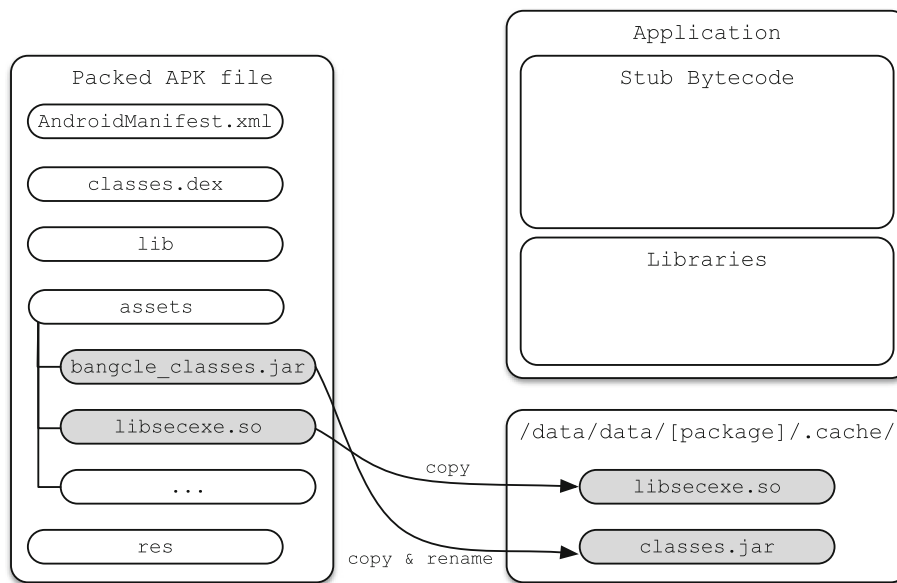 Packed APK file
AndroidManifest.xml
classes.dex
lib
assets
bangcle_classes.jar
libsecexe.so
...
res
copy
copy & rename
Application
Stub Bytecode
Libraries
/data/data/[package]/.cache/
libsecexe.so
classes.jar